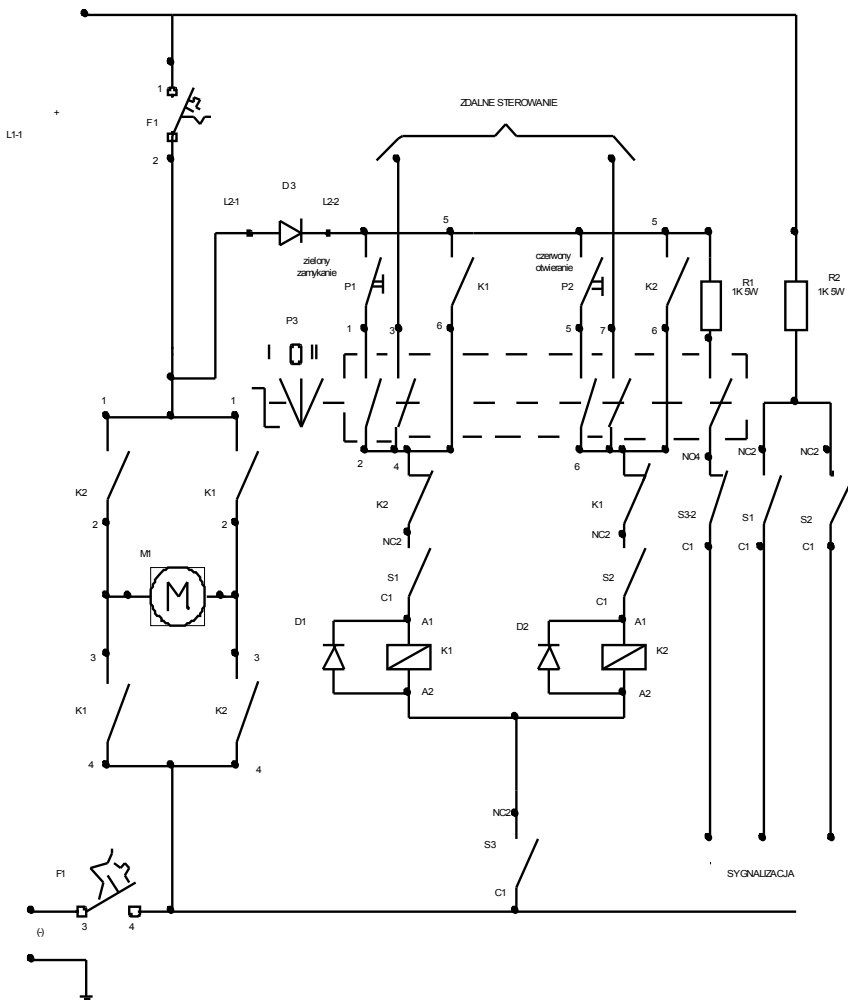 1
+
ZDALNE STEROWANIE
F1
L1-1
2
D3
L2-1
L2-2
5
5
zielony
zamykanie
czerwony
otwieranie
P1
K1
P2
K2
R1
1K 5W
R2
1K 5W
P3
1
3
6
5
7
6
I
0
II
1
1
2
4
6
NO4
NC2
NC2
K2
K1
K2
K1
S3-2
S1
S2
2
2
NC2
NC2
C1
C1
C1
M1
M
S1
S2
C1
C1
D1
A1
D2
A1
K1
K2
3
3
A2
A2
K1
K2
4
4
NC2
S3
F1
SYGNALIZACJA
C1
3
4
(-)